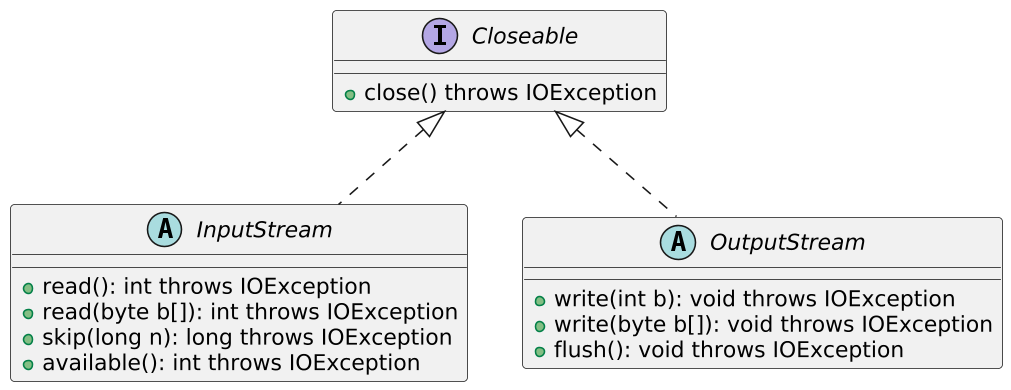 I Closeable
close() throws IOException
A InputStream
read(): int throws IOException
read(byte b[]): int throws IOException
skip(long n): long throws IOException
available(): int throws IOException
A OutputStream
write(int b): void throws IOException
write(byte b[]): void throws IOException
flush(): void throws IOException